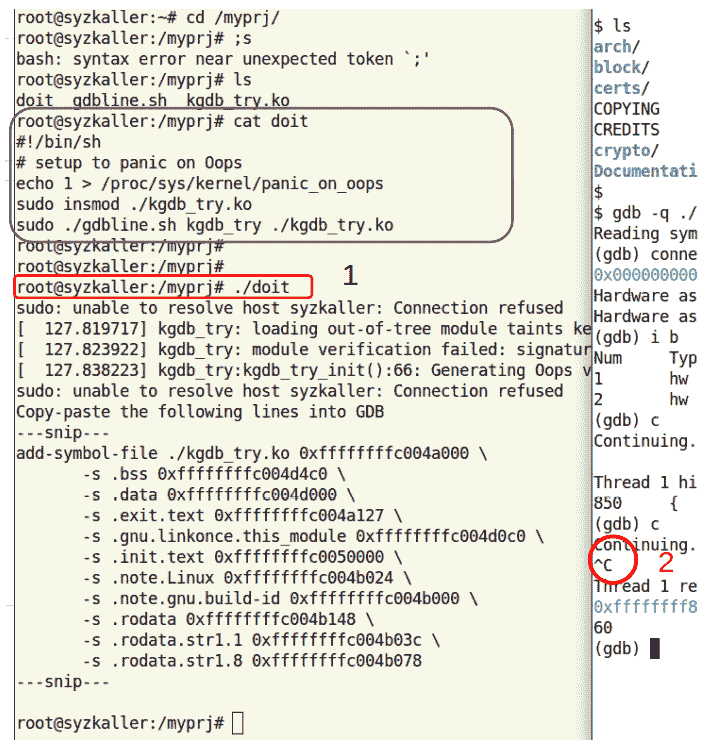 root@syzkaller:~# cd /myprj/
root@syzkaller:/myprj# ;s
bash: syntax error near unexpected token `;'
root@syzkaller:/myprj# ls
doit  gdbline.sh  kgdb_try.ko
root@syzkaller:/myprj# cat doit
#!/bin/sh
# setup to panic on Oops
echo 1 > /proc/sys/kernel/panic_on_oops
sudo insmod ./kgdb_try.ko
sudo ./gdbline.sh kgdb_try ./kgdb_try.ko
root@syzkaller:/myprj#
root@syzkaller:/myprj#
root@syzkaller:/myprj# ./doit
1
sudo: unable to resolve host syzkaller: Connection refused
[  127.819717] kgdb_try: loading out-of-tree module taints ke
[  127.823922] kgdb_try: module verification failed: signatur
[  127.838223] kgdb_try:kgdb_try_init():66: Generating Oops v
sudo: unable to resolve host syzkaller: Connection refused
Copy-paste the following lines into GDB
---snip---
add-symbol-file ./kgdb_try.ko 0xffffffffc004a000 \
-s .bss 0xffffffffc004d4c0 \
-s .data 0xffffffffc004d000 \
-s .exit.text 0xffffffffc004a127 \
-s .gnu.linkonce.this_module 0xffffffffc004d0c0 \
-s .init.text 0xffffffffc0050000 \
-s .note.Linux 0xffffffffc004b024 \
-s .note.gnu.build-id 0xffffffffc004b000 \
-s .rodata 0xffffffffc004b148 \
-s .rodata.str1.1 0xffffffffc004b03c \
-s .rodata.str1.8 0xffffffffc004b078
---snip---
root@syzkaller:/myprj#
$ ls
arch/
block/
certs/
COPYING
CREDITS
crypto/
Documentati
$
$ gdb -q ./
Reading sym
(gdb) conne
0x000000000
Hardware as
Hardware as
(gdb) i b
Num     Typ
1       hw
2       hw
(gdb) c
Continuing.
Thread 1 hi
850     {
(gdb) c
Continuing.
^C
2
Thread 1 re
0xffffffff8
60
(gdb)